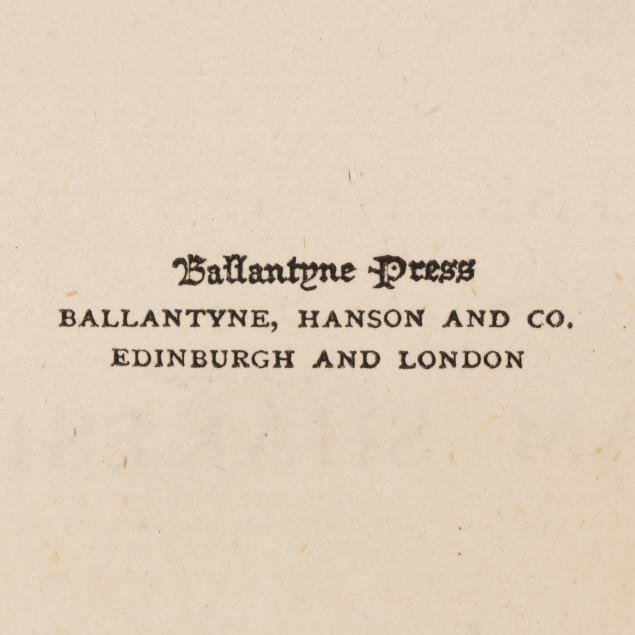 Ballantyne Press
BALLANTYNE, HANSON AND CO.
EDINBURGH AND LONDON